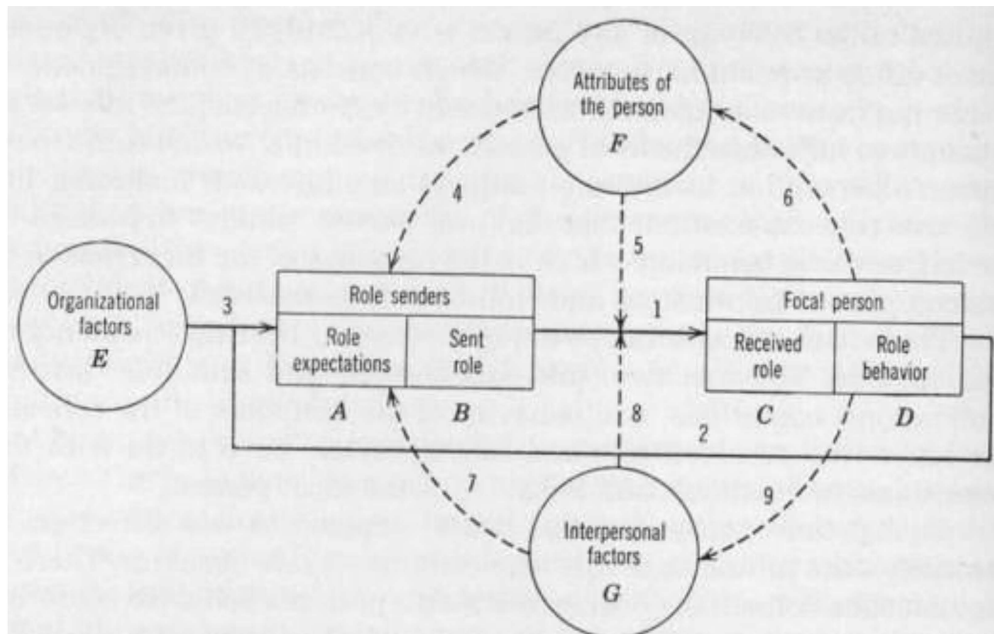 Attributes of
the person
F
4
6
5
Organizational
factors
E
3
Role senders
1
Focal person
Role
expectations
Sent
role
Received
role
Role
behavior
A
B
8
2
C
D
7
9
Interpersonal
factors
G